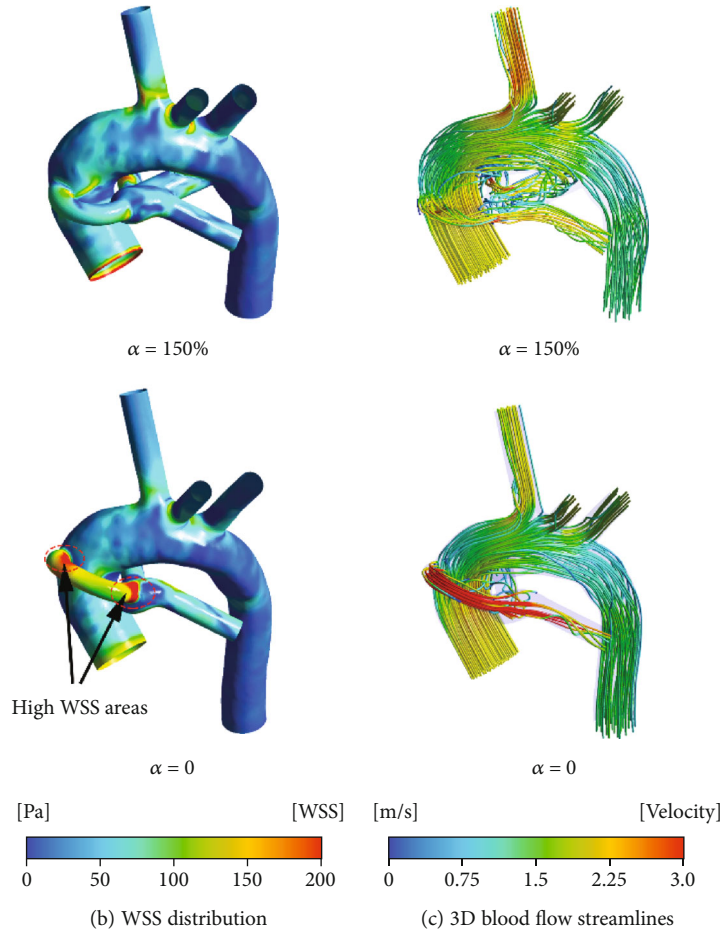 α = 150%
α = 150%
High WSS areas
α = 0
α = 0
[Pa] [WSS]
0 50 100 150 200
(b) WSS distribution
[m/s] [Velocity]
0 0.75 1.5 2.25 3.0
(c) 3D blood flow streamlines